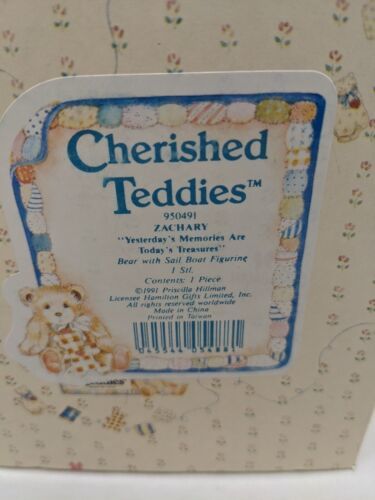 Cherished
Teddies™
950491
ZACHARY
"Yesterday's Memories Are
Today's Treasures"
Bear with Sail Boat Figurine
1 Stl.
Contents: 1 Piece
©1991 Priscilla Hillman
Licensee Hamilton Gifts Limited, Inc.
All rights reserved worldwide
Made in China
Printed in Taiwan